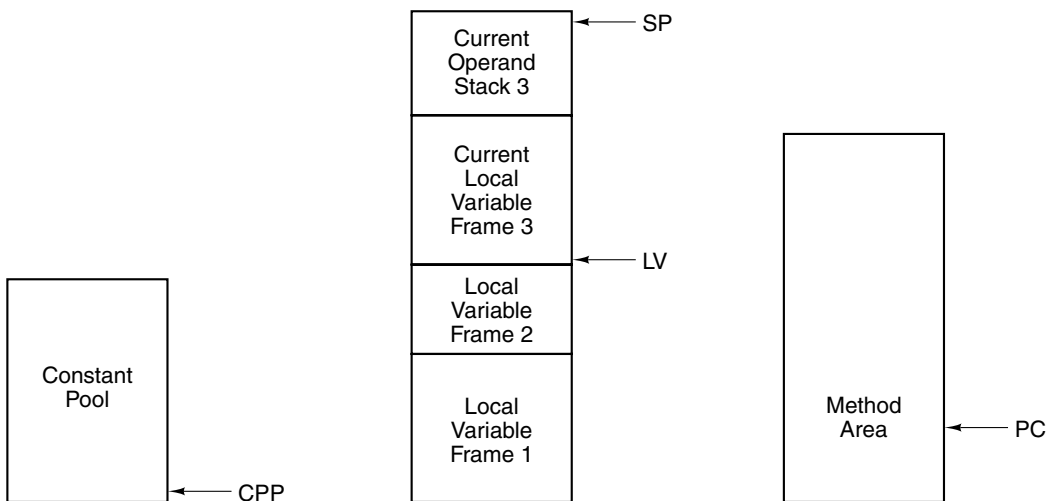 Current
Operand
Stack 3
SP
Current
Local
Variable
Frame 3
LV
Local
Variable
Frame 2
Constant
Pool
Local
Variable
Frame 1
Method
Area
PC
CPP